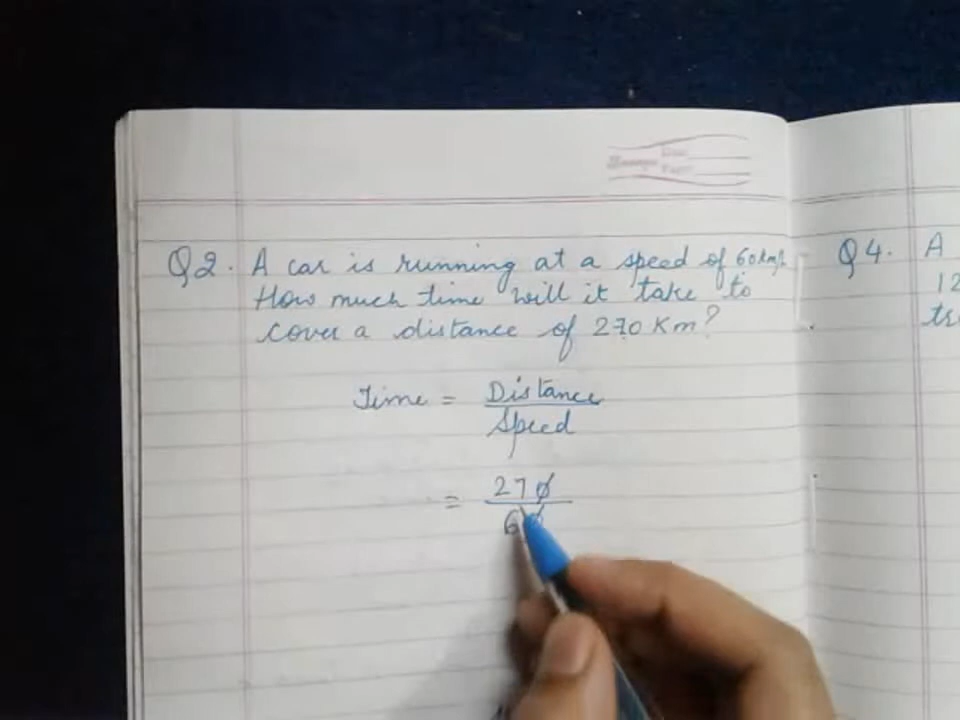 Q2. A car is running at a speed of 60km/h.
How much time will it take to
cover a distance of 270 Km?
Time = Distance
Speed
= 270
60
Q4. A
12
tr